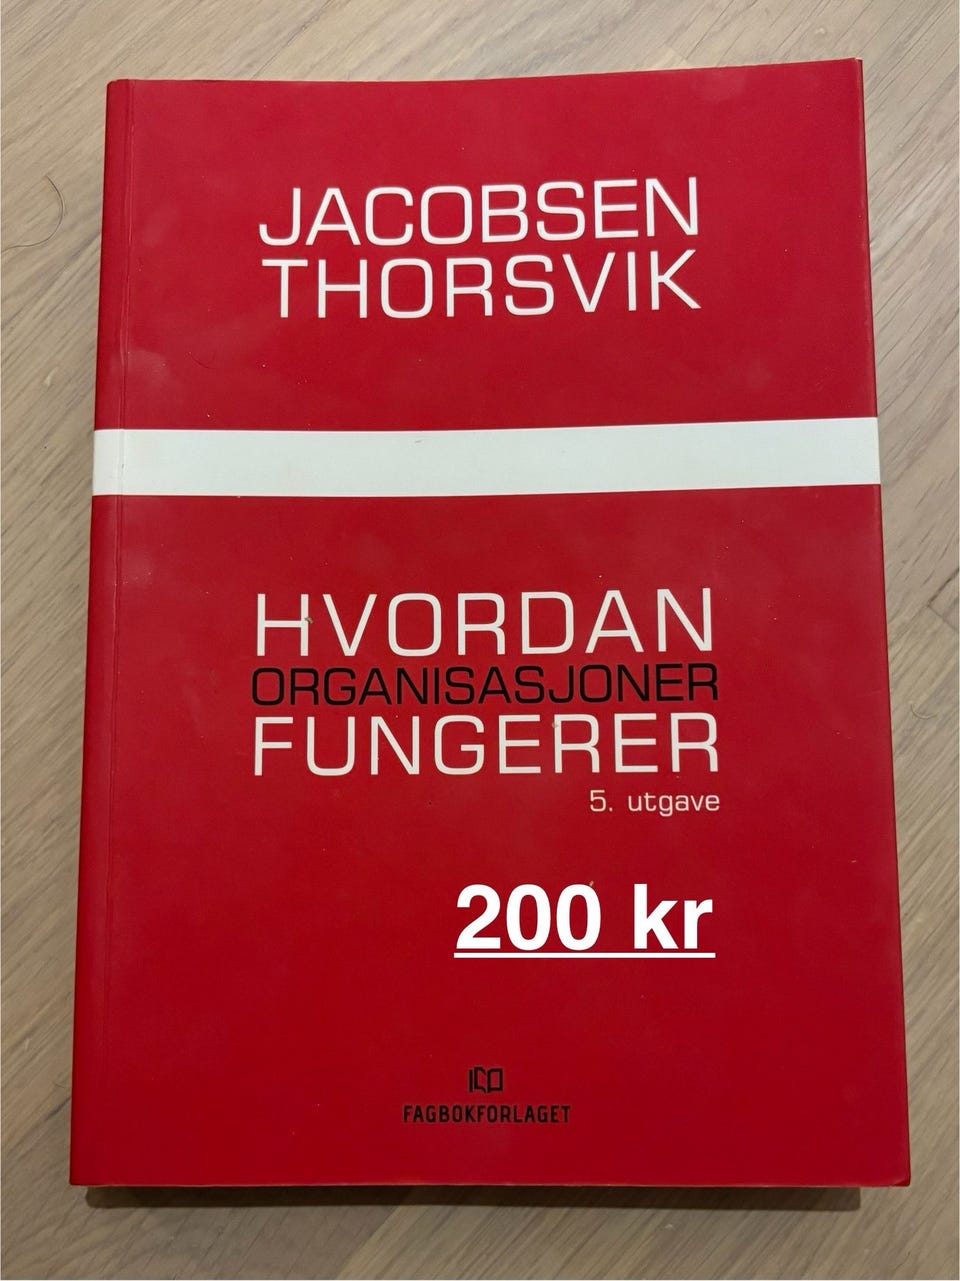 JACOBSEN
THORSVIK
HVORDAN
ORGANISASJONER
FUNGERER
5. utgave
200 kr
FAGBOKFORLAGET